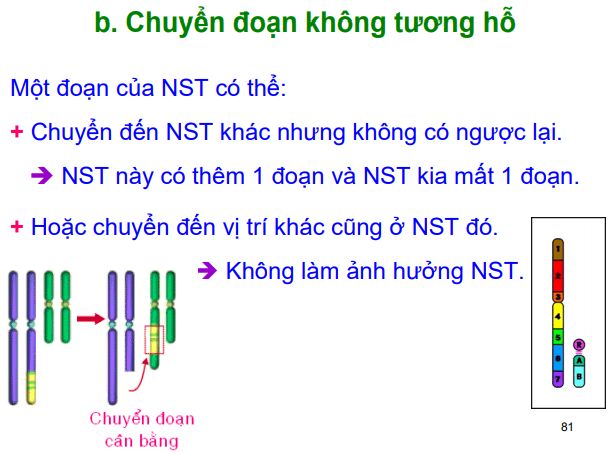 b. Chuyển đoạn không tương hỗ
Một đoạn của NST có thể:
+ Chuyển đến NST khác nhưng không có ngược lại.
➔ NST này có thêm 1 đoạn và NST kia mất 1 đoạn.
+ Hoặc chuyển đến vị trí khác cũng ở NST đó.
➔ Không làm ảnh hưởng NST.
Chuyển đoạn
cân bằng
1
2
3
4
5
6
7
R
A
B
81